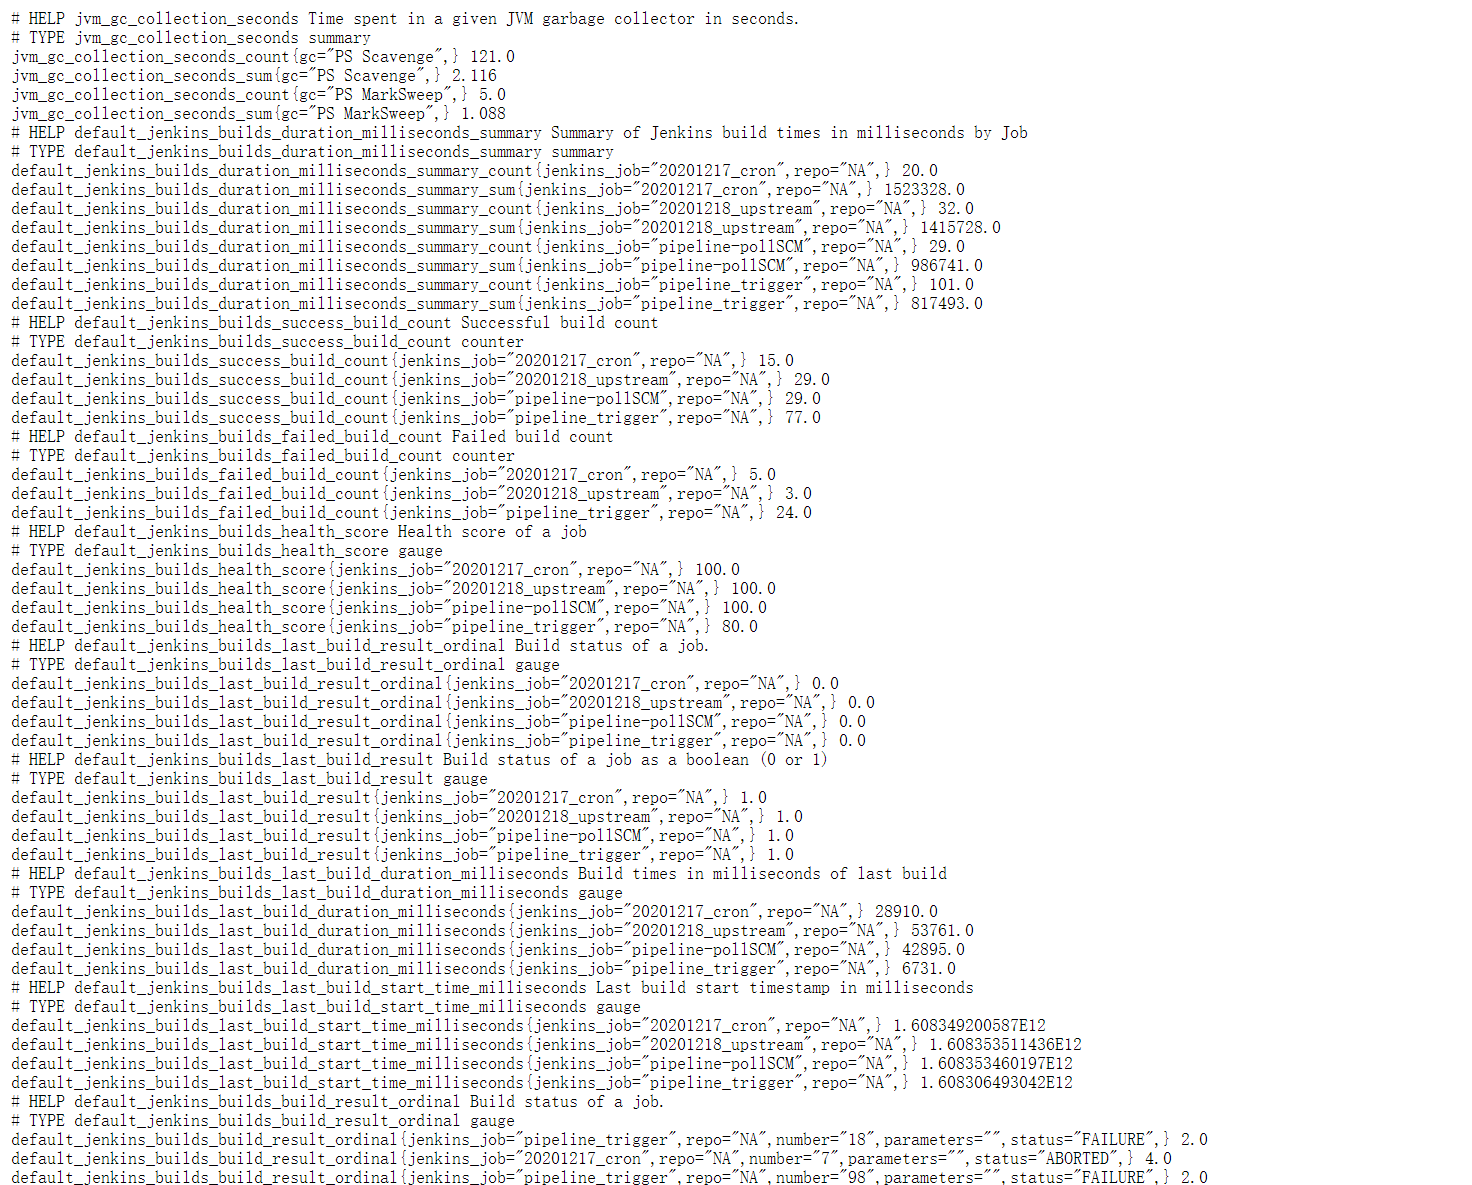 # HELP jvm_gc_collection_seconds Time spent in a given JVM garbage collector in seconds.
# TYPE jvm_gc_collection_seconds summary
jvm_gc_collection_seconds_count{gc="PS Scavenge",} 121.0
jvm_gc_collection_seconds_sum{gc="PS Scavenge",} 2.116
jvm_gc_collection_seconds_count{gc="PS MarkSweep",} 5.0
jvm_gc_collection_seconds_sum{gc="PS MarkSweep",} 1.088
# HELP default_jenkins_builds_duration_milliseconds_summary Summary of Jenkins build times in milliseconds by Job
# TYPE default_jenkins_builds_duration_milliseconds_summary summary
default_jenkins_builds_duration_milliseconds_summary_count{jenkins_job="20201217_cron",repo="NA",} 20.0
default_jenkins_builds_duration_milliseconds_summary_sum{jenkins_job="20201217_cron",repo="NA",} 1523328.0
default_jenkins_builds_duration_milliseconds_summary_count{jenkins_job="20201218_upstream",repo="NA",} 32.0
default_jenkins_builds_duration_milliseconds_summary_sum{jenkins_job="20201218_upstream",repo="NA",} 1415728.0
default_jenkins_builds_duration_milliseconds_summary_count{jenkins_job="pipeline-pollSCM",repo="NA",} 29.0
default_jenkins_builds_duration_milliseconds_summary_sum{jenkins_job="pipeline-pollSCM",repo="NA",} 986741.0
default_jenkins_builds_duration_milliseconds_summary_count{jenkins_job="pipeline_trigger",repo="NA",} 101.0
default_jenkins_builds_duration_milliseconds_summary_sum{jenkins_job="pipeline_trigger",repo="NA",} 817493.0
# HELP default_jenkins_builds_success_build_count Successful build count
# TYPE default_jenkins_builds_success_build_count counter
default_jenkins_builds_success_build_count{jenkins_job="20201217_cron",repo="NA",} 15.0
default_jenkins_builds_success_build_count{jenkins_job="20201218_upstream",repo="NA",} 29.0
default_jenkins_builds_success_build_count{jenkins_job="pipeline-pollSCM",repo="NA",} 29.0
default_jenkins_builds_success_build_count{jenkins_job="pipeline_trigger",repo="NA",} 77.0
# HELP default_jenkins_builds_failed_build_count Failed build count
# TYPE default_jenkins_builds_failed_build_count counter
default_jenkins_builds_failed_build_count{jenkins_job="20201217_cron",repo="NA",} 5.0
default_jenkins_builds_failed_build_count{jenkins_job="20201218_upstream",repo="NA",} 3.0
default_jenkins_builds_failed_build_count{jenkins_job="pipeline_trigger",repo="NA",} 24.0
# HELP default_jenkins_builds_health_score Health score of a job
# TYPE default_jenkins_builds_health_score gauge
default_jenkins_builds_health_score{jenkins_job="20201217_cron",repo="NA",} 100.0
default_jenkins_builds_health_score{jenkins_job="20201218_upstream",repo="NA",} 100.0
default_jenkins_builds_health_score{jenkins_job="pipeline-pollSCM",repo="NA",} 100.0
default_jenkins_builds_health_score{jenkins_job="pipeline_trigger",repo="NA",} 80.0
# HELP default_jenkins_builds_last_build_result_ordinal Build status of a job.
# TYPE default_jenkins_builds_last_build_result_ordinal gauge
default_jenkins_builds_last_build_result_ordinal{jenkins_job="20201217_cron",repo="NA",} 0.0
default_jenkins_builds_last_build_result_ordinal{jenkins_job="20201218_upstream",repo="NA",} 0.0
default_jenkins_builds_last_build_result_ordinal{jenkins_job="pipeline-pollSCM",repo="NA",} 0.0
default_jenkins_builds_last_build_result_ordinal{jenkins_job="pipeline_trigger",repo="NA",} 0.0
# HELP default_jenkins_builds_last_build_result Build status of a job as a boolean (0 or 1)
# TYPE default_jenkins_builds_last_build_result gauge
default_jenkins_builds_last_build_result{jenkins_job="20201217_cron",repo="NA",} 1.0
default_jenkins_builds_last_build_result{jenkins_job="20201218_upstream",repo="NA",} 1.0
default_jenkins_builds_last_build_result{jenkins_job="pipeline-pollSCM",repo="NA",} 1.0
default_jenkins_builds_last_build_result{jenkins_job="pipeline_trigger",repo="NA",} 1.0
# HELP default_jenkins_builds_last_build_duration_milliseconds Build times in milliseconds of last build
# TYPE default_jenkins_builds_last_build_duration_milliseconds gauge
default_jenkins_builds_last_build_duration_milliseconds{jenkins_job="20201217_cron",repo="NA",} 28910.0
default_jenkins_builds_last_build_duration_milliseconds{jenkins_job="20201218_upstream",repo="NA",} 53761.0
default_jenkins_builds_last_build_duration_milliseconds{jenkins_job="pipeline-pollSCM",repo="NA",} 42895.0
default_jenkins_builds_last_build_duration_milliseconds{jenkins_job="pipeline_trigger",repo="NA",} 6731.0
# HELP default_jenkins_builds_last_build_start_time_milliseconds Last build start timestamp in milliseconds
# TYPE default_jenkins_builds_last_build_start_time_milliseconds gauge
default_jenkins_builds_last_build_start_time_milliseconds{jenkins_job="20201217_cron",repo="NA",} 1.608349200587E12
default_jenkins_builds_last_build_start_time_milliseconds{jenkins_job="20201218_upstream",repo="NA",} 1.608353511436E12
default_jenkins_builds_last_build_start_time_milliseconds{jenkins_job="pipeline-pollSCM",repo="NA",} 1.608353460197E12
default_jenkins_builds_last_build_start_time_milliseconds{jenkins_job="pipeline_trigger",repo="NA",} 1.608306493042E12
# HELP default_jenkins_builds_build_result_ordinal Build status of a job.
# TYPE default_jenkins_builds_build_result_ordinal gauge
default_jenkins_builds_build_result_ordinal{jenkins_job="pipeline_trigger",repo="NA",number="18",parameters="",status="FAILURE",} 2.0
default_jenkins_builds_build_result_ordinal{jenkins_job="20201217_cron",repo="NA",number="7",parameters="",status="ABORTED",} 4.0
default_jenkins_builds_build_result_ordinal{jenkins_job="pipeline_trigger",repo="NA",number="98",parameters="",status="FAILURE",} 2.0